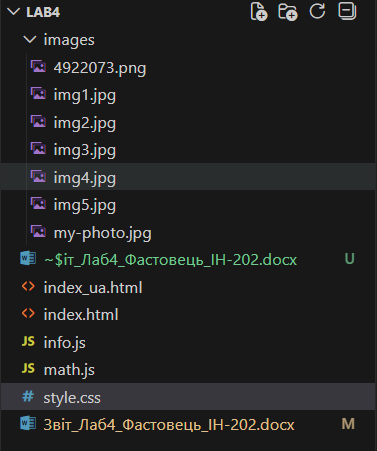 LAB4
images
4922073.png
img1.jpg
img2.jpg
img3.jpg
img4.jpg
img5.jpg
my-photo.jpg
~$іт_Лаб4_Фастовець_ІН-202.docx U
index_ua.html
index.html
JS info.js
JS math.js
# style.css
Звіт_Лаб4_Фастовець_ІН-202.docx M